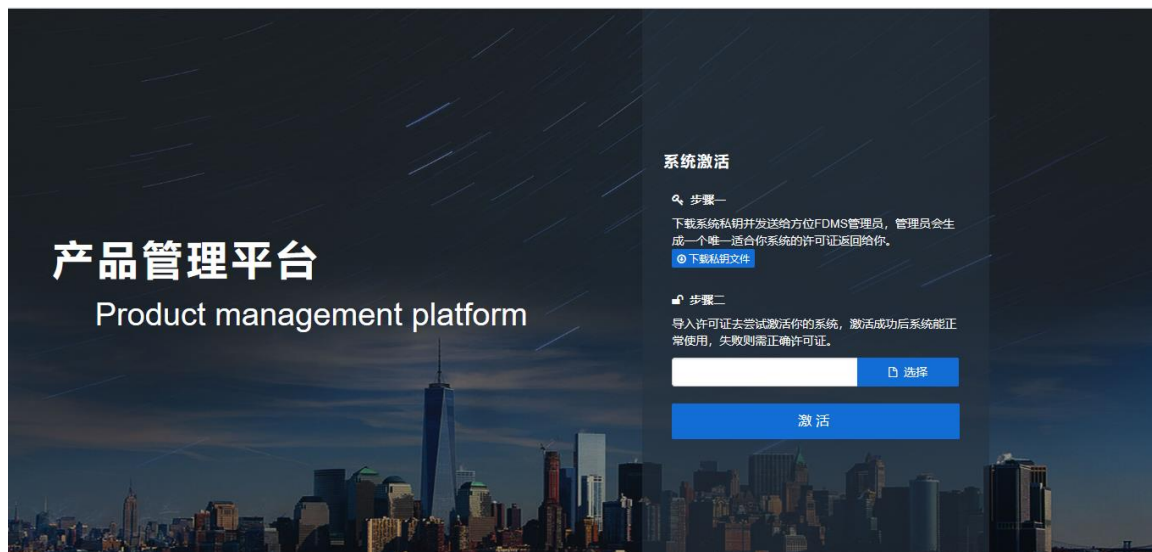 产品管理平台
Product management platform
系统激活
步骤一
下载系统私钥并发送给方位FDMS管理员，管理员会生
成一个唯一适合你系统的许可证返回给你。
下载私钥文件
步骤二
导入许可证去尝试激活你的系统，激活成功后系统能正
常使用，失败则需正确许可证。
选择
激 活